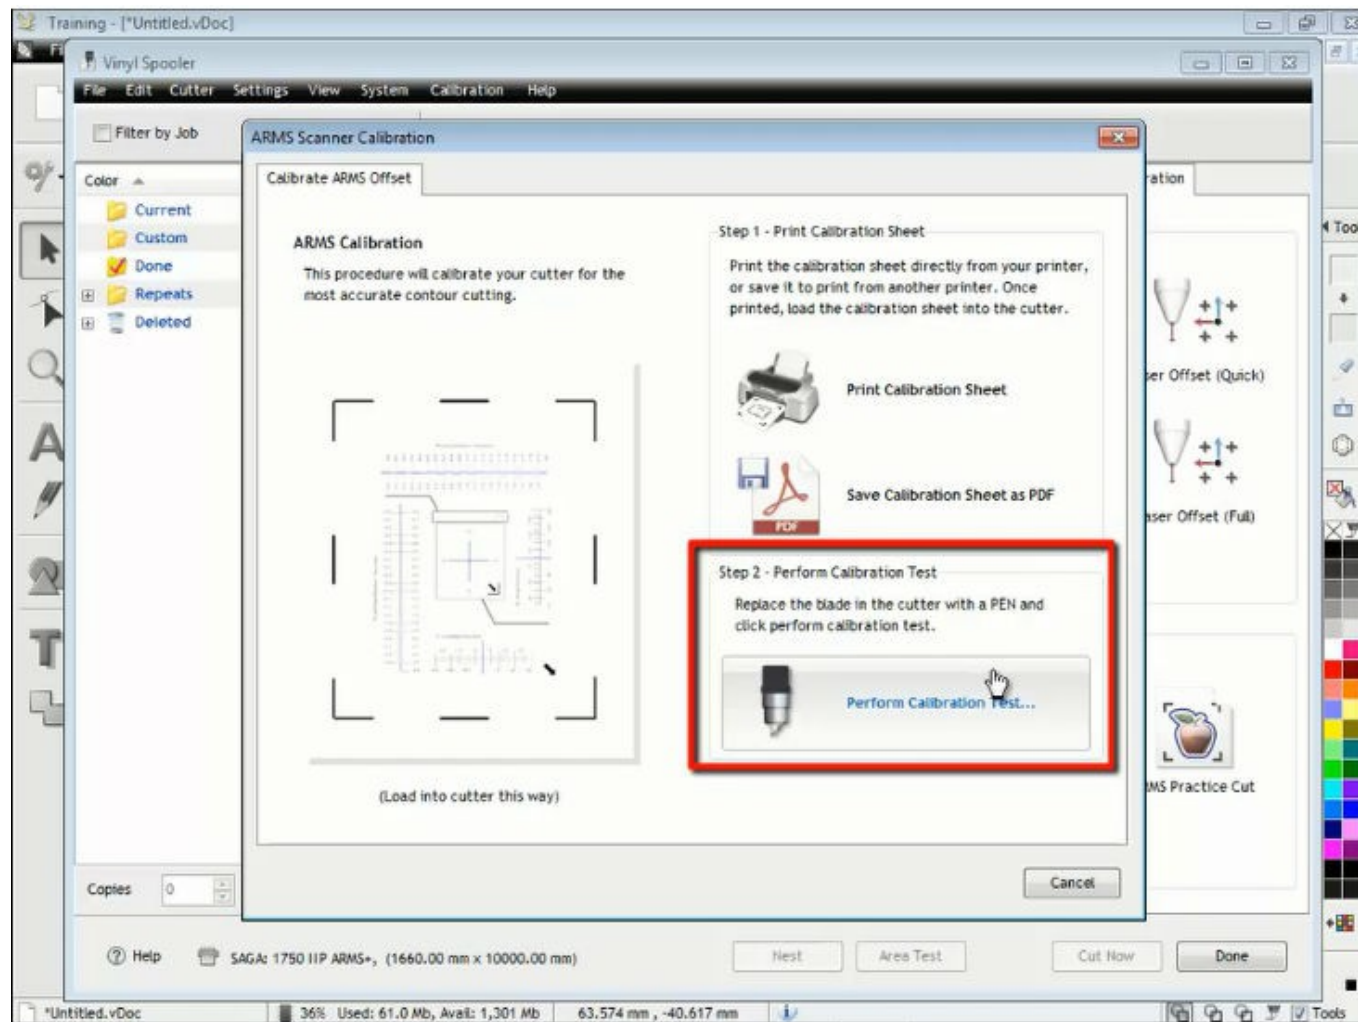 Training - [*Untitled.vDoc]
Vinyl Spooler
File Edit Cutter Settings View System Calibration Help
Filter by Job
ARMS Scanner Calibration
Color
Calibrate ARMS Offset
Current
Custom
Done
Repeats
Deleted
ARMS Calibration
This procedure will calibrate your cutter for the
most accurate contour cutting.
(Load into cutter this way)
Step 1 - Print Calibration Sheet
Print the calibration sheet directly from your printer,
or save it to print from another printer. Once
printed, load the calibration sheet into the cutter.
Print Calibration Sheet
PDF
Save Calibration Sheet as PDF
Step 2 - Perform Calibration Test
Replace the blade in the cutter with a PEN and
click perform calibration test.
Perform Calibration Test...
Cancel
ration
ser Offset (Quick)
aser Offset (Full)
MS Practice Cut
Too
Copies 0
Help SAGA: 1750 IIP ARMS+, (1660.00 mm x 10000.00 mm) Nest Area Test Cut Now Done
*Untitled.vDoc 36% Used: 61.0 Mb, Avail: 1,301 Mb 63.574 mm , -40.617 mm Tools